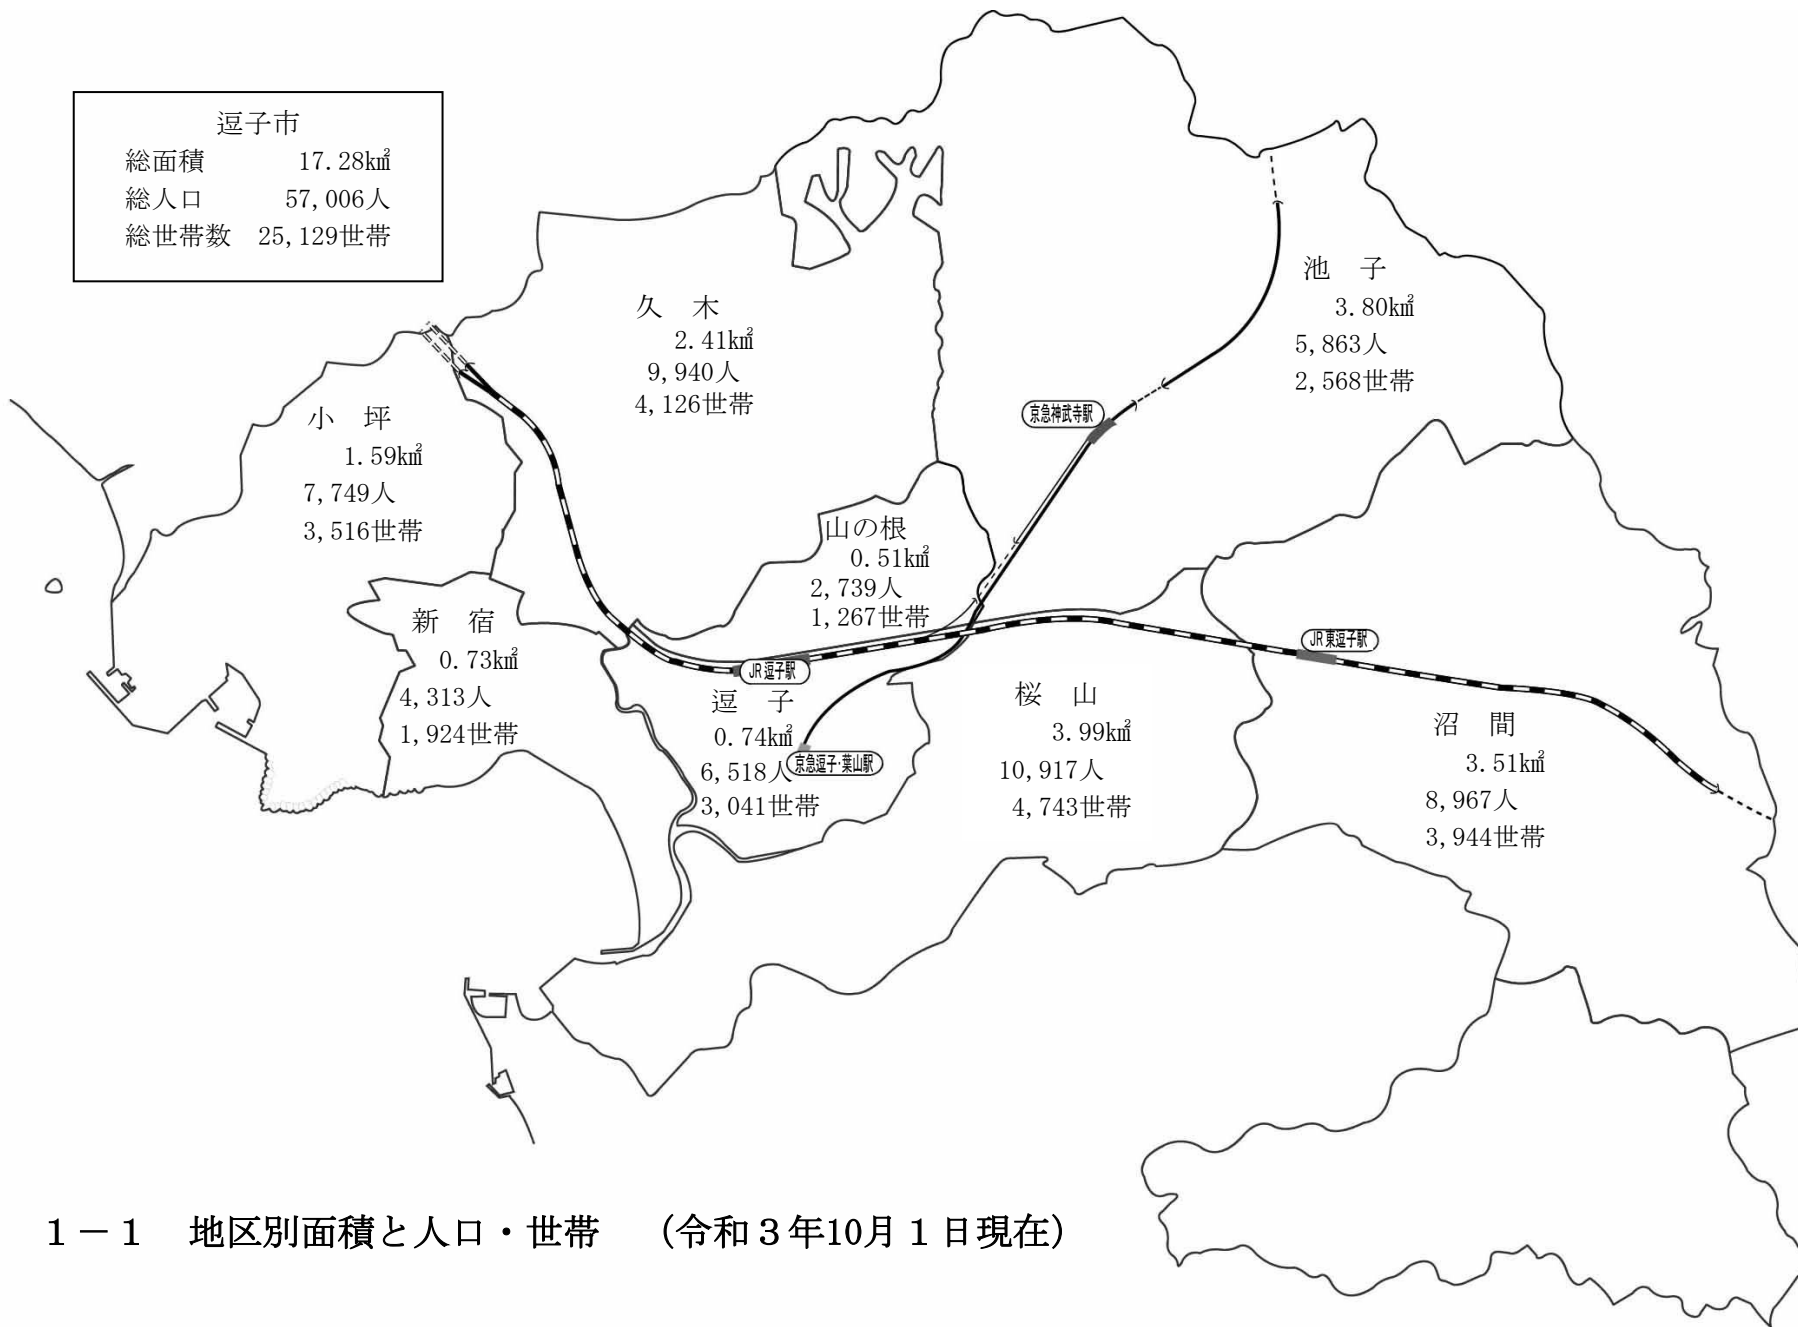 逗子市
総面積 17.28k㎡
総人口 57,006人
総世帯数 25,129世帯
池 子
3.80k㎡
5,863人
2,568世帯
久 木
2.41k㎡
9,940人
4,126世帯
小 坪
1.59k㎡
7,749人
3,516世帯
京急神武寺駅
山の根
0.51k㎡
2,739人
1,267世帯
新 宿
0.73k㎡
4,313人
1,924世帯
JR逗子駅
JR東逗子駅
逗 子
0.74k㎡
6,518人
3,041世帯
京急逗子・葉山駅
桜 山
3.99k㎡
10,917人
4,743世帯
沼 間
3.51k㎡
8,967人
3,944世帯
1-1 地区別面積と人口・世帯 (令和3年10月1日現在)